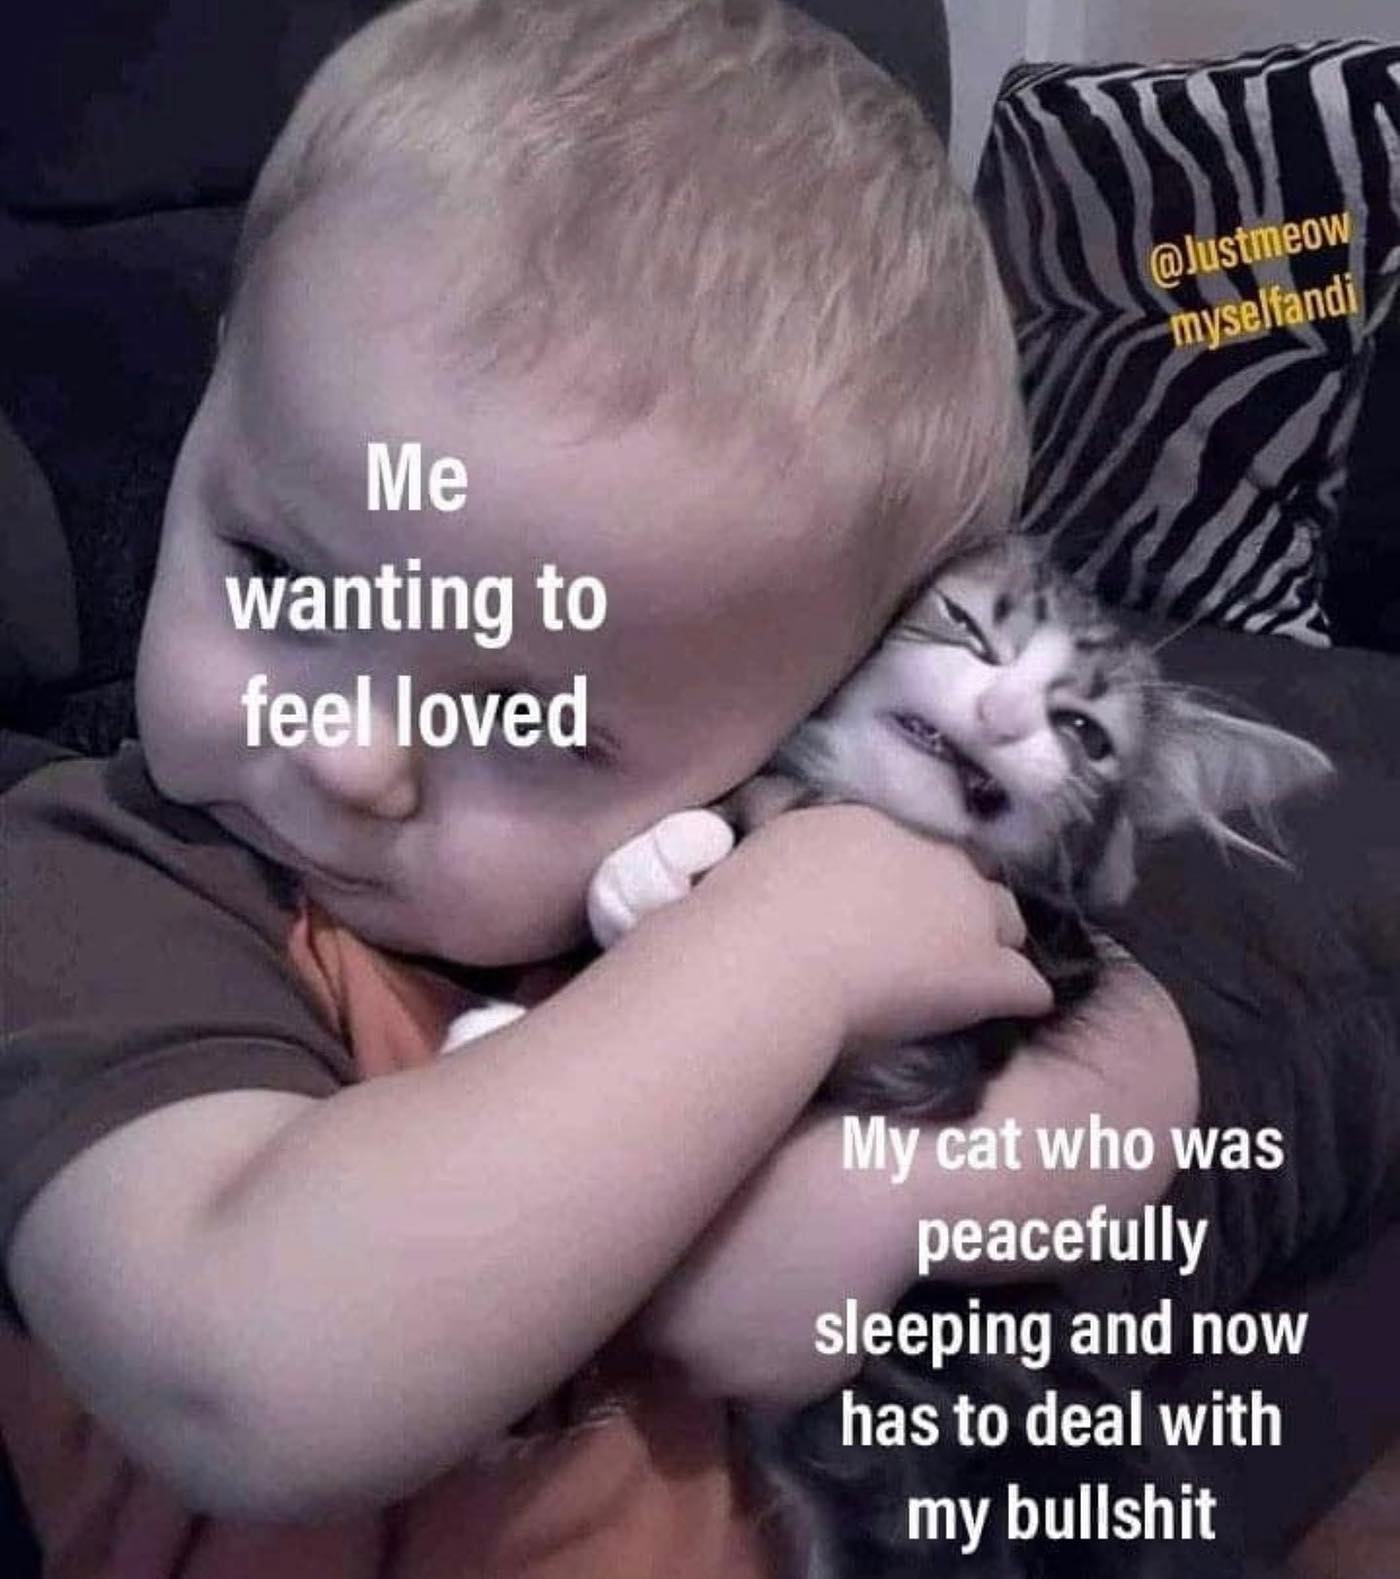 @Justmeow
myselfandi
Me
wanting to
feel loved
My cat who was
peacefully
sleeping and now
has to deal with
my bullshit